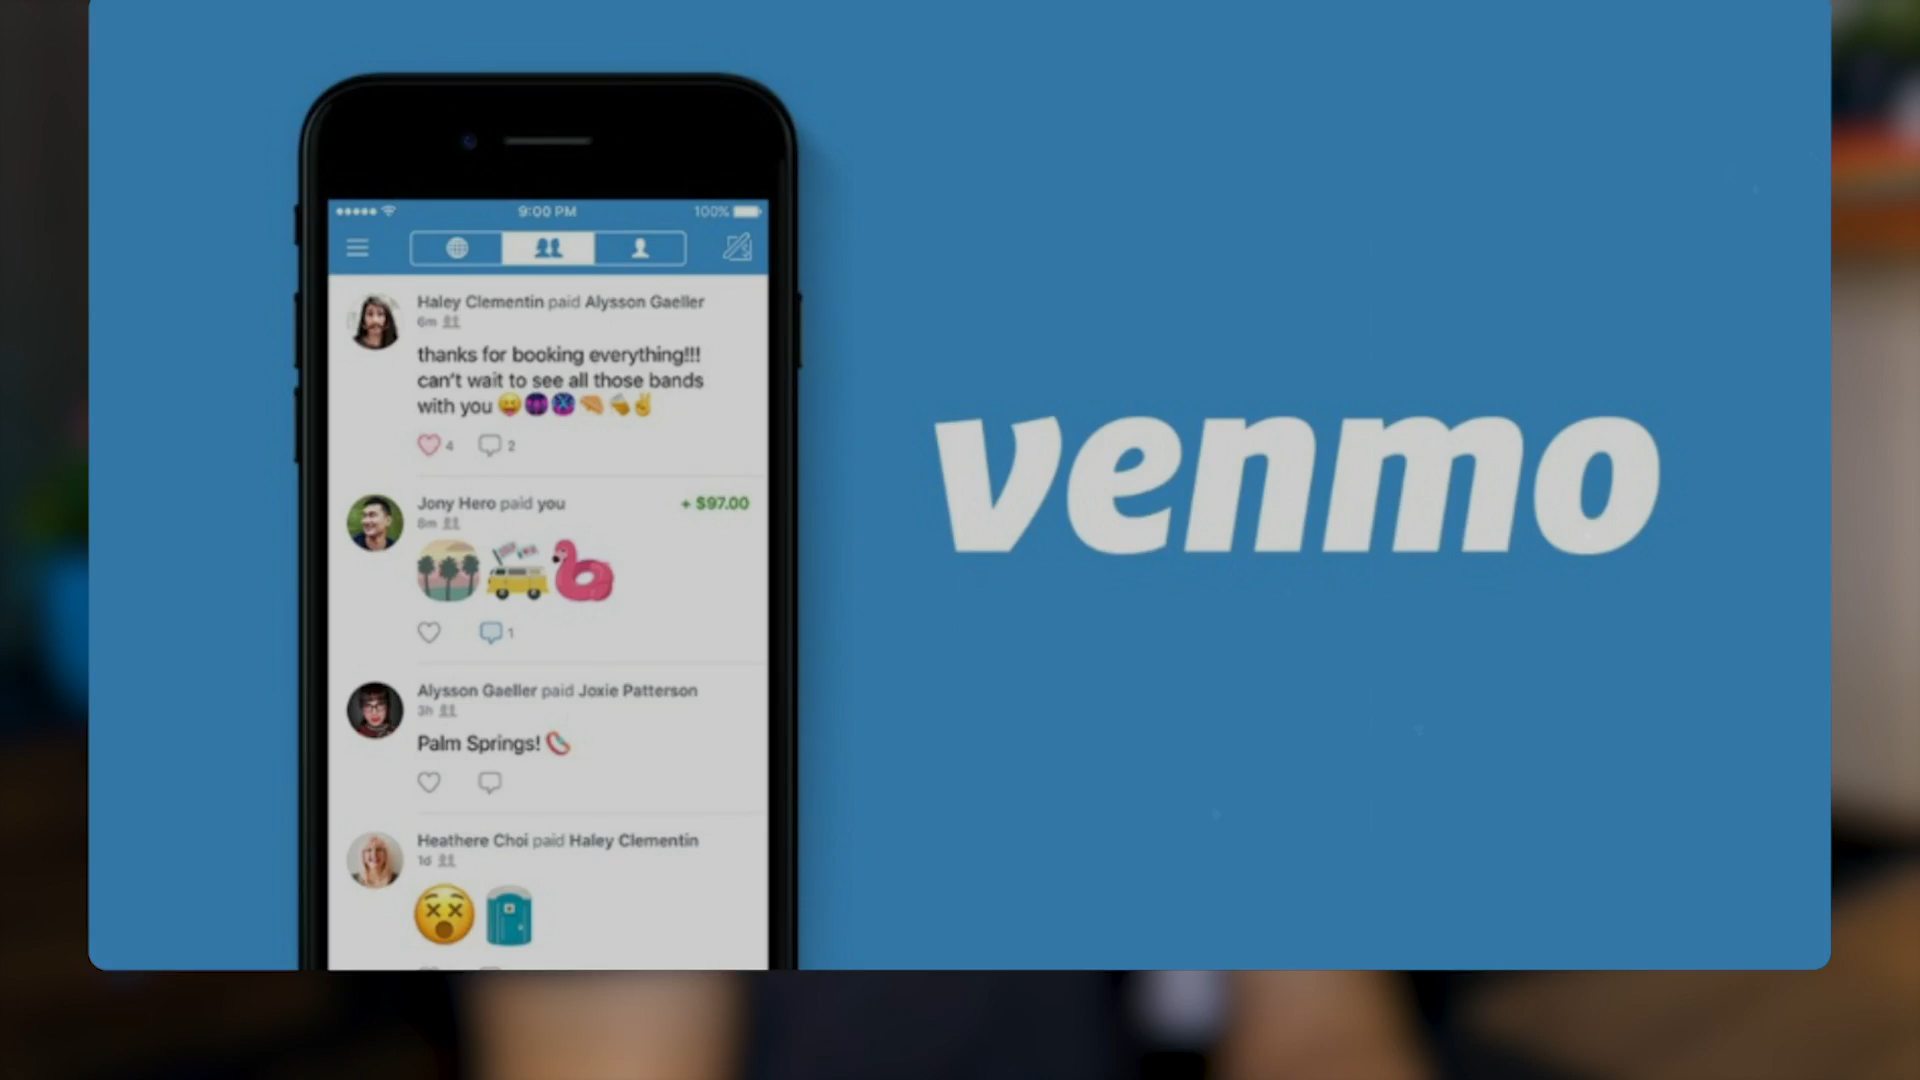 9:00 PM
100%
Haley Clementin paid Alysson Gaeller
6m
thanks for booking everything!!!
can't wait to see all those bands
with you
4
2
Jony Hero paid you
+ $97.00
8m
1
Alysson Gaeller paid Joxie Patterson
3h
Palm Springs!
Heathere Choi paid Haley Clementin
1d
venmo